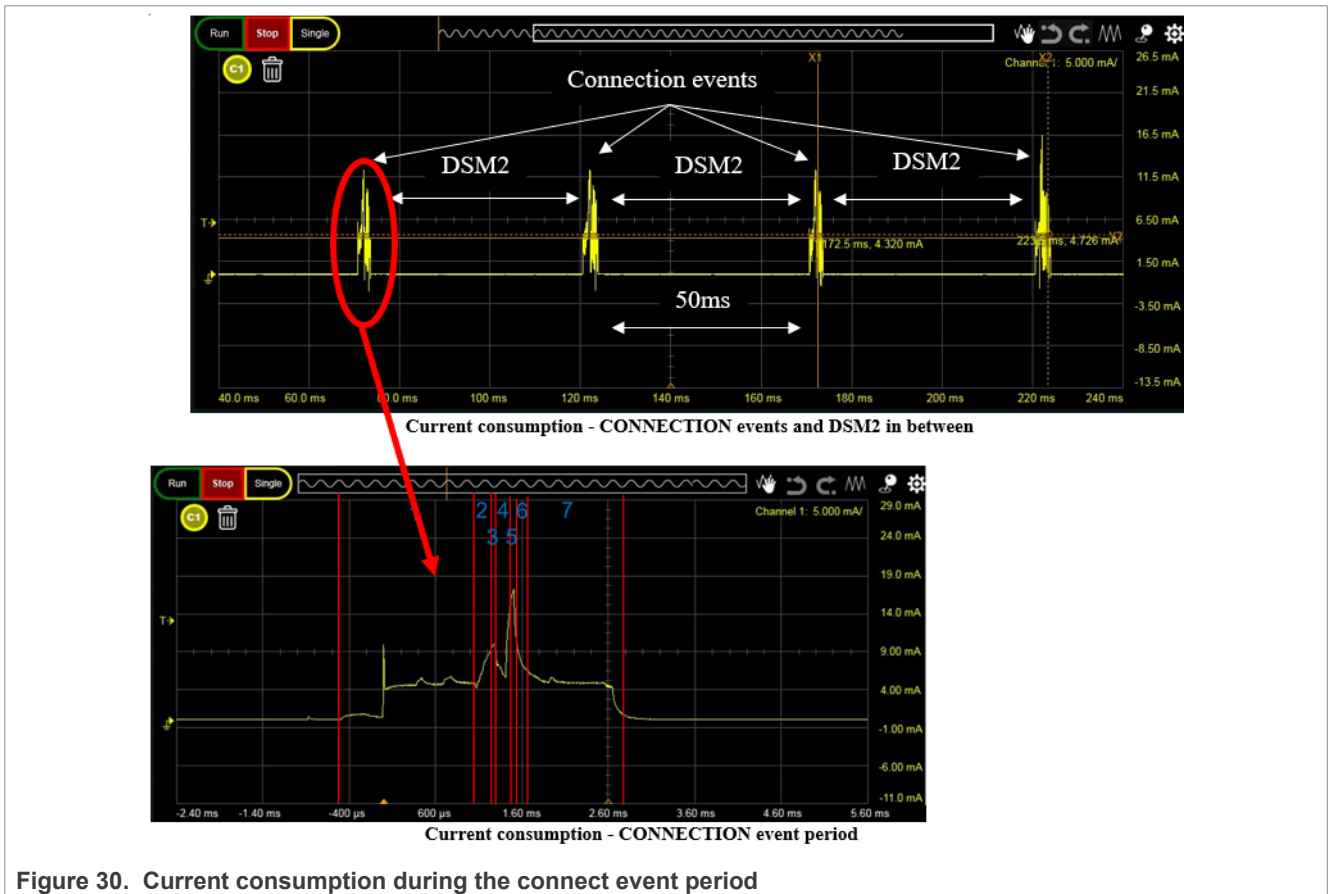 Run Stop Single
C1
X1
X2
Channel 1: 5.000 mA/
26.5 mA
Connection events
21.5 mA
16.5 mA
DSM2 DSM2 DSM2
11.5 mA
T
6.50 mA
X2
172.5 ms, 4.320 mA
223.5 ms, 4.726 mA
1.50 mA
50ms
-3.50 mA
-8.50 mA
-13.5 mA
40.0 ms 60.0 ms 0.0 ms 100 ms 120 ms 140 ms 160 ms 180 ms 200 ms 220 ms 240 ms
Current consumption - CONNECTION events and DSM2 in between
Run Stop Single
C1
1 2 4 6 7
3 5
Channel 1: 5.000 mA/
29.0 mA
24.0 mA
19.0 mA
T
14.0 mA
9.00 mA
4.00 mA
-1.00 mA
-6.00 mA
-11.0 mA
-2.40 ms -1.40 ms -400 µs 600 µs 1.60 ms 2.60 ms 3.60 ms 4.60 ms 5.60 ms
Current consumption - CONNECTION event period
Figure 30. Current consumption during the connect event period